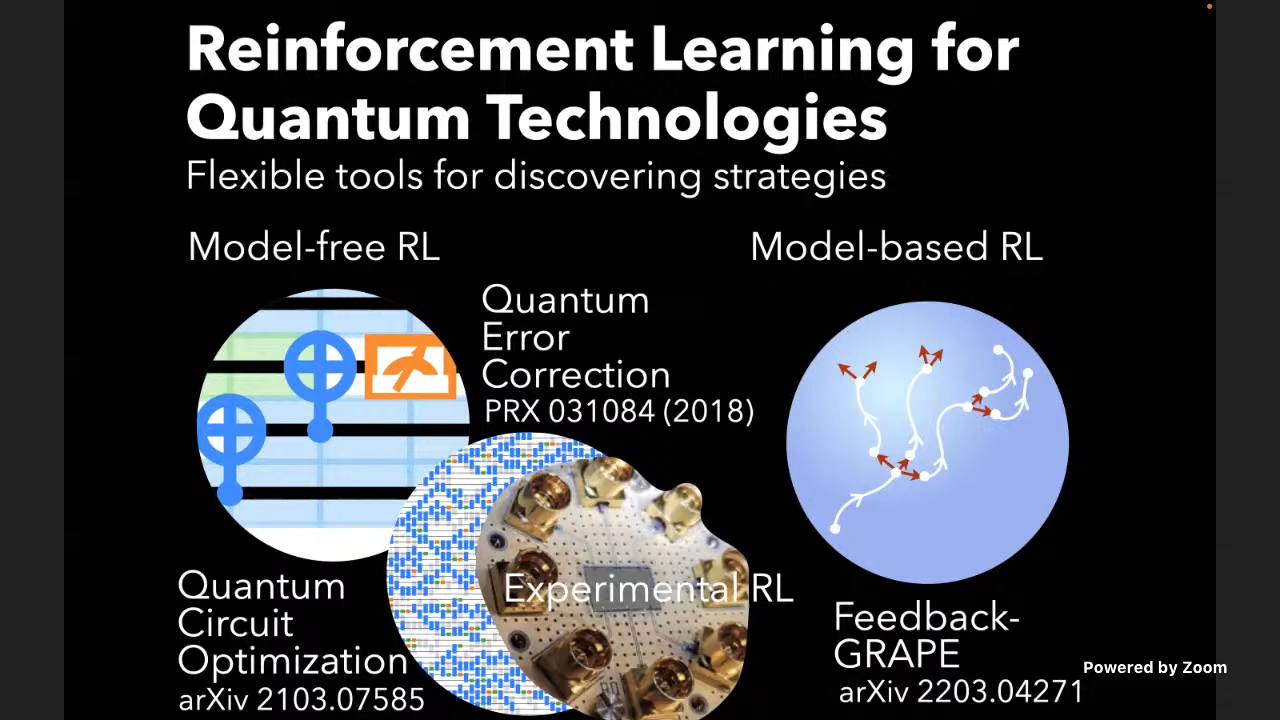 Reinforcement Learning for
Quantum Technologies
Flexible tools for discovering strategies
Model-free RL
Model-based RL
Quantum
Error
Correction
PRX 031084 (2018)
Experimental RL
Quantum
Circuit
Optimization
arXiv 2103.07585
Feedback-
GRAPE
arXiv 2203.04271
Powered by Zoom